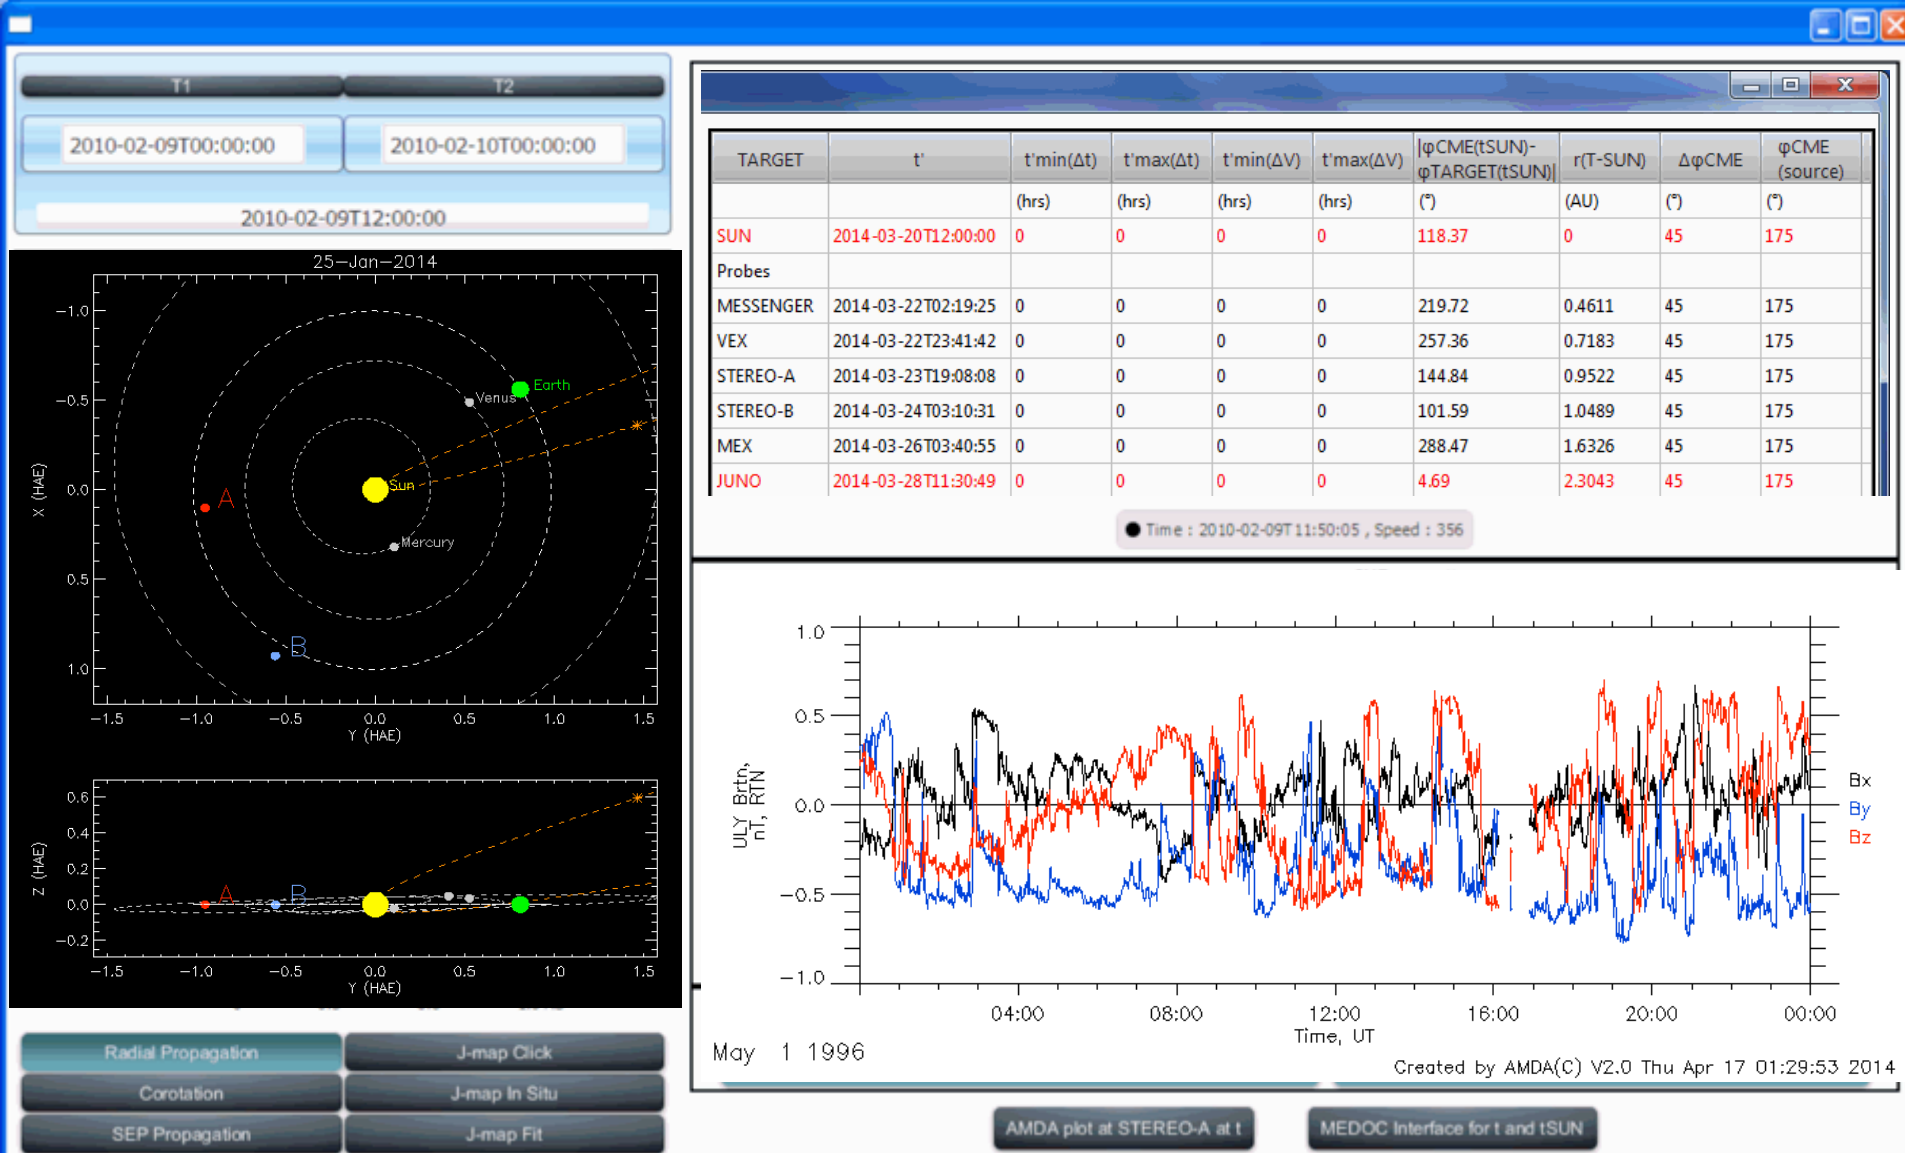 T1 T2
2010-02-09T00:00:00 2010-02-10T00:00:00
2010-02-09T12:00:00
25-Jan-2014
-1.0
-0.5
0.0
0.5
1.0
X (HAE)
Earth
Venus
Sun
A
Mercury
B
-1.5 -1.0 -0.5 0.0 0.5 1.0 1.5
Y (HAE)
0.6
0.4
0.2
0.0
-0.2
Z (HAE)
A B
-1.5 -1.0 -0.5 0.0 0.5 1.0 1.5
Y (HAE)
Radial Propagation J-map Click
Corotation J-map In Situ
SEP Propagation J-map Fit
TARGET t' t'min(Δt) t'max(Δt) t'min(ΔV) t'max(ΔV) |φCME(tSUN)- φTARGET(tSUN)| r(T-SUN) ΔφCME φCME (source)
(hrs) (hrs) (hrs) (hrs) (°) (AU) (°) (°)
SUN 2014-03-20T12:00:00 0 0 0 0 118.37 0 45 175
Probes
MESSENGER 2014-03-22T02:19:25 0 0 0 0 219.72 0.4611 45 175
VEX 2014-03-22T23:41:42 0 0 0 0 257.36 0.7183 45 175
STEREO-A 2014-03-23T19:08:08 0 0 0 0 144.84 0.9522 45 175
STEREO-B 2014-03-24T03:10:31 0 0 0 0 101.59 1.0489 45 175
MEX 2014-03-26T03:40:55 0 0 0 0 288.47 1.6326 45 175
JUNO 2014-03-28T11:30:49 0 0 0 0 4.69 2.3043 45 175
Time : 2010-02-09T11:50:05 , Speed : 356
1.0
0.5
0.0
-0.5
-1.0
ULY Brtn,
nT, RTN
Bx
By
Bz
04:00 08:00 12:00 16:00 20:00 00:00
Time, UT
May 1 1996
Created by AMDA(C) V2.0 Thu Apr 17 01:29:53 2014
AMDA plot at STEREO-A at t MEDOC Interface for t and tSUN